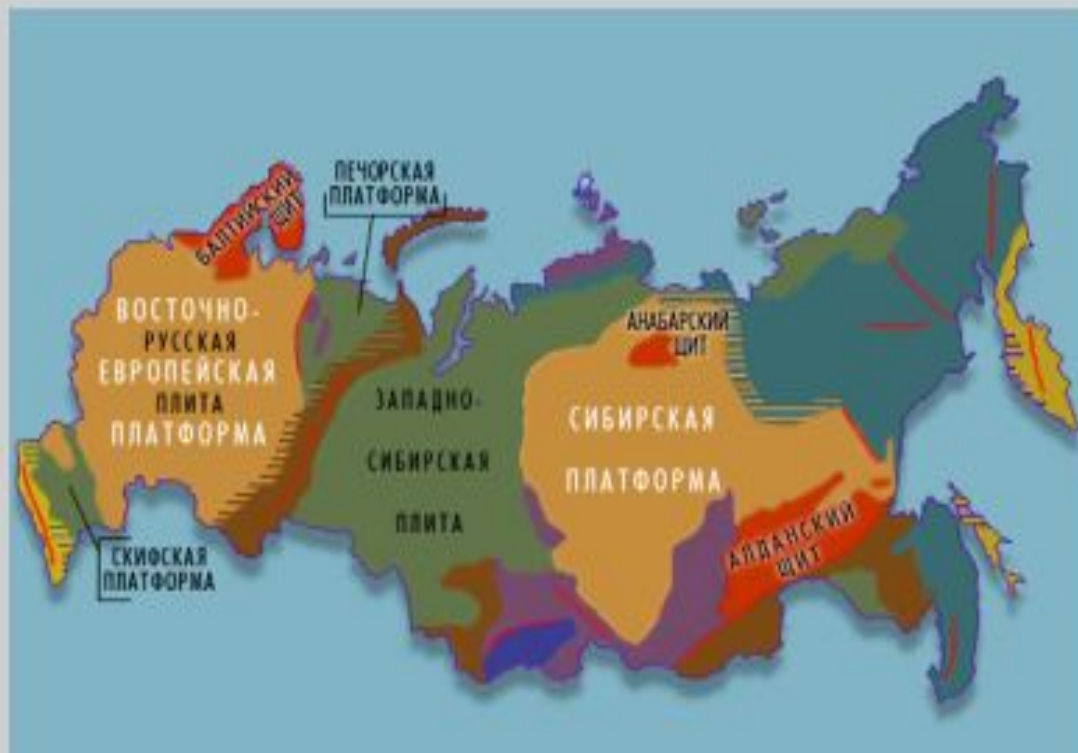 ПЕЧОРСКАЯ
ПЛАТФОРМА
БАЛТИЙСКИЙ
ЩИТ
ВОСТОЧНО-
РУССКАЯ
ЕВРОПЕЙСКАЯ
ПЛИТА
ПЛАТФОРМА
АНАБАРСКИЙ
ЩИТ
ЗАПАДНО-
СИБИРСКАЯ
ПЛИТА
СИБИРСКАЯ
ПЛАТФОРМА
АЛДАНСКИЙ
ЩИТ
СКИФСКАЯ
ПЛАТФОРМА